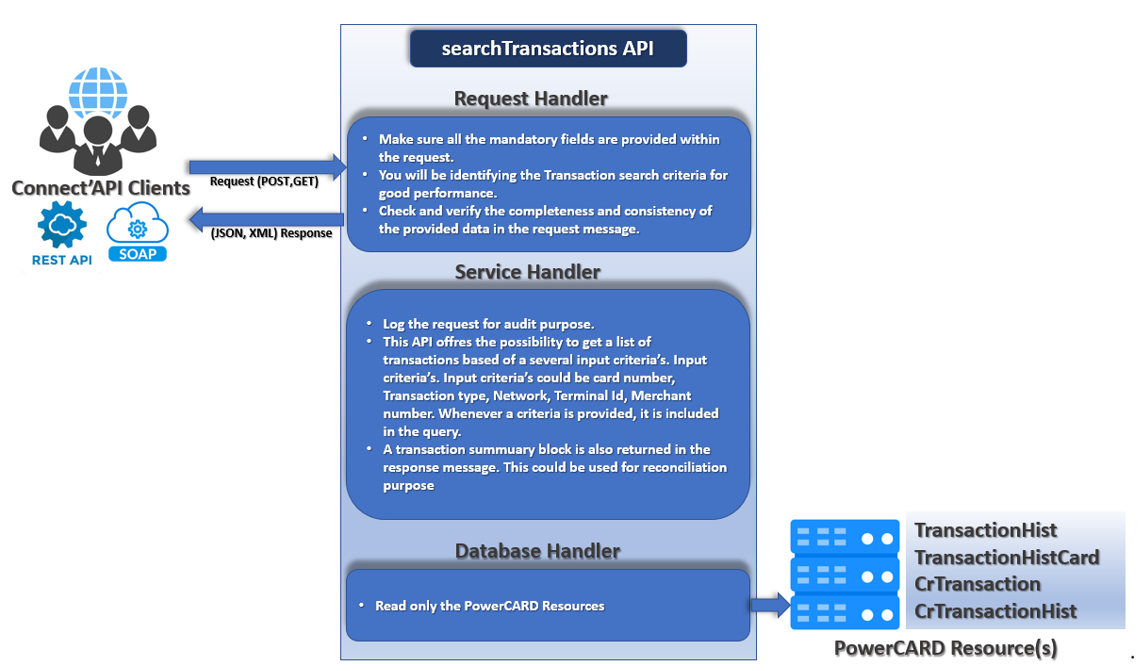 searchTransactions API
Request Handler
• Make sure all the mandatory fields are provided within
the request.
• You will be identifying the Transaction search criteria for
good performance.
• Check and verify the completeness and consistency of
the provided data in the request message.
Connect'API Clients
Request (POST,GET)
(JSON, XML) Response
REST API
SOAP
Service Handler
• Log the request for audit purpose.
• This API offres the possibility to get a list of
transactions based of a several input criteria's. Input
criteria's. Input criteria's could be card number,
Transaction type, Network, Terminal Id, Merchant
number. Whenever a criteria is provided, it is included
in the query.
• A transaction summuary block is also returned in the
response message. This could be used for reconciliation
purpose
Database Handler
• Read only the PowerCARD Resources
TransactionHist
TransactionHistCard
CrTransaction
CrTransactionHist
PowerCARD Resource(s)
.